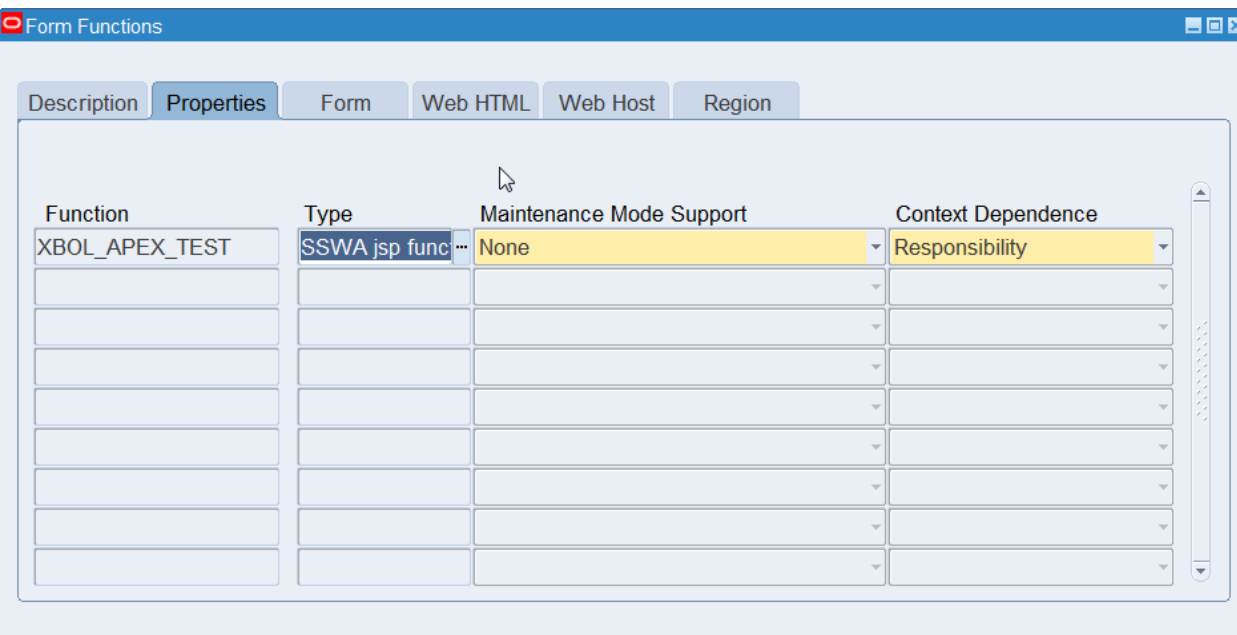 Form Functions
Description Properties Form Web HTML Web Host Region
Function Type Maintenance Mode Support Context Dependence
XBOL_APEX_TEST SSWA jsp funct ... None Responsibility